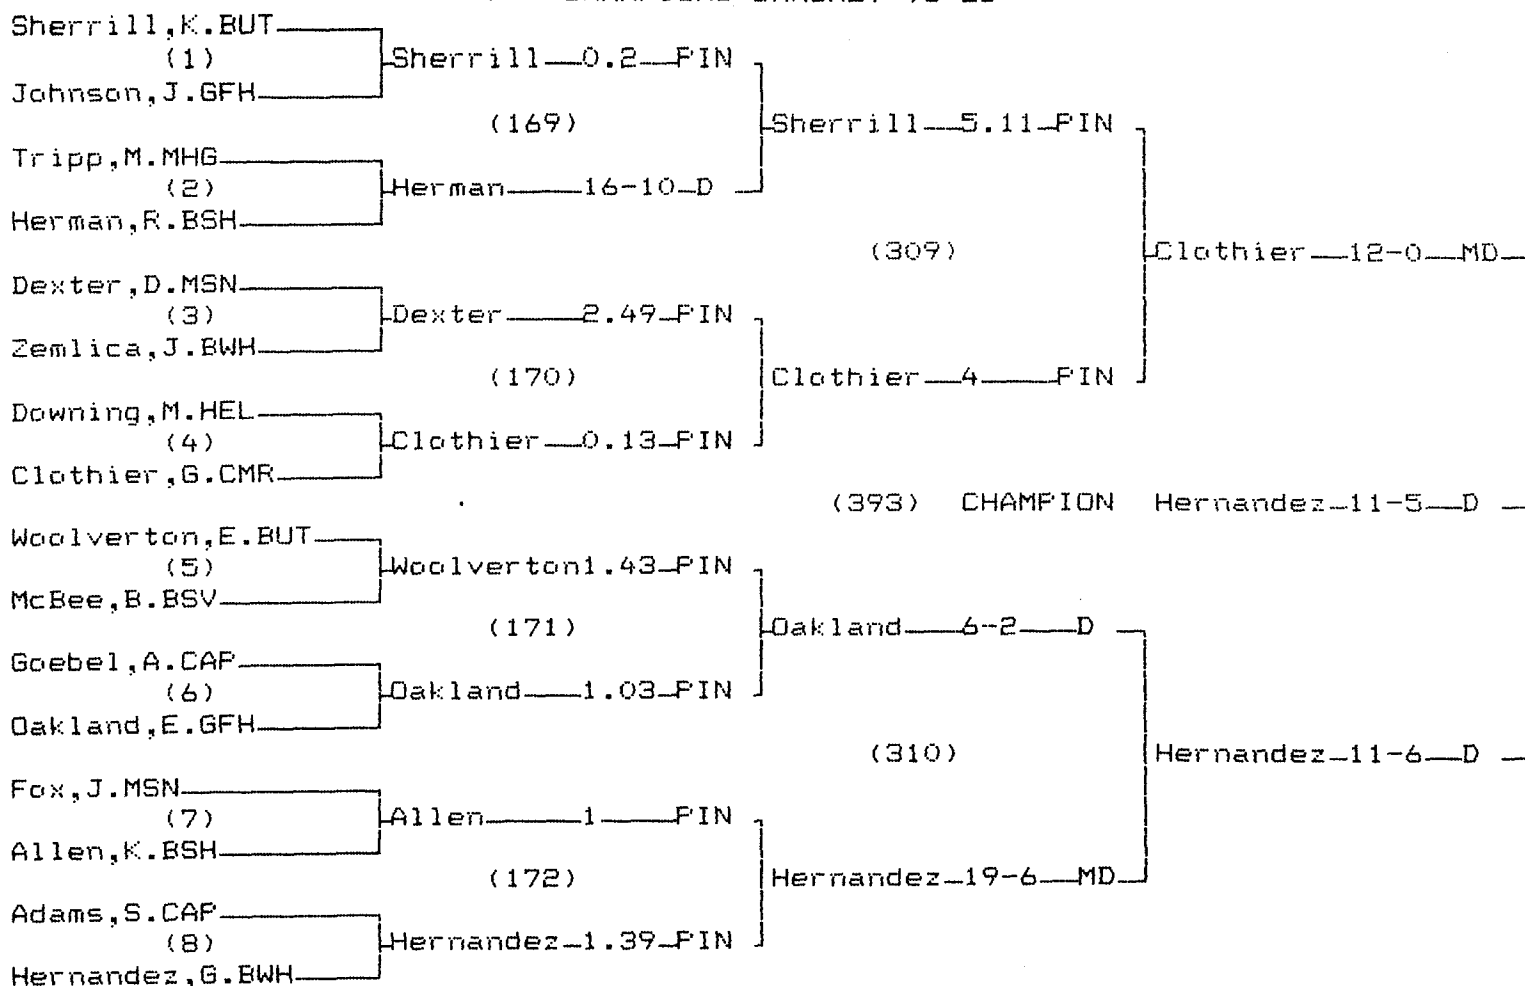 Sherrill,K.BUT
(1) Sherrill 0.2 PIN
Johnson,J.GFH
(169) Sherrill 5.11 PIN
Tripp,M.MHG
(2) Herman 16-10 D
Herman,R.BSH
(309) Clothier 12-0 MD
Dexter,D.MSN
(3) Dexter 2.49 PIN
Zemlica,J.BWH
(170) Clothier 4 PIN
Downing,M.HEL
(4) Clothier 0.13 PIN
Clothier,G.CMR
(393) CHAMPION Hernandez 11-5 D
Woolverton,E.BUT
(5) Woolverton1.43 PIN
McBee,B.BSV
(171) Oakland 6-2 D
Goebel,A.CAP
(6) Oakland 1.03 PIN
Oakland,E.GFH
(310) Hernandez 11-6 D
Fox,J.MSN
(7) Allen 1 PIN
Allen,K.BSH
(172) Hernandez 19-6 MD
Adams,S.CAP
(8) Hernandez 1.39 PIN
Hernandez,G.BWH